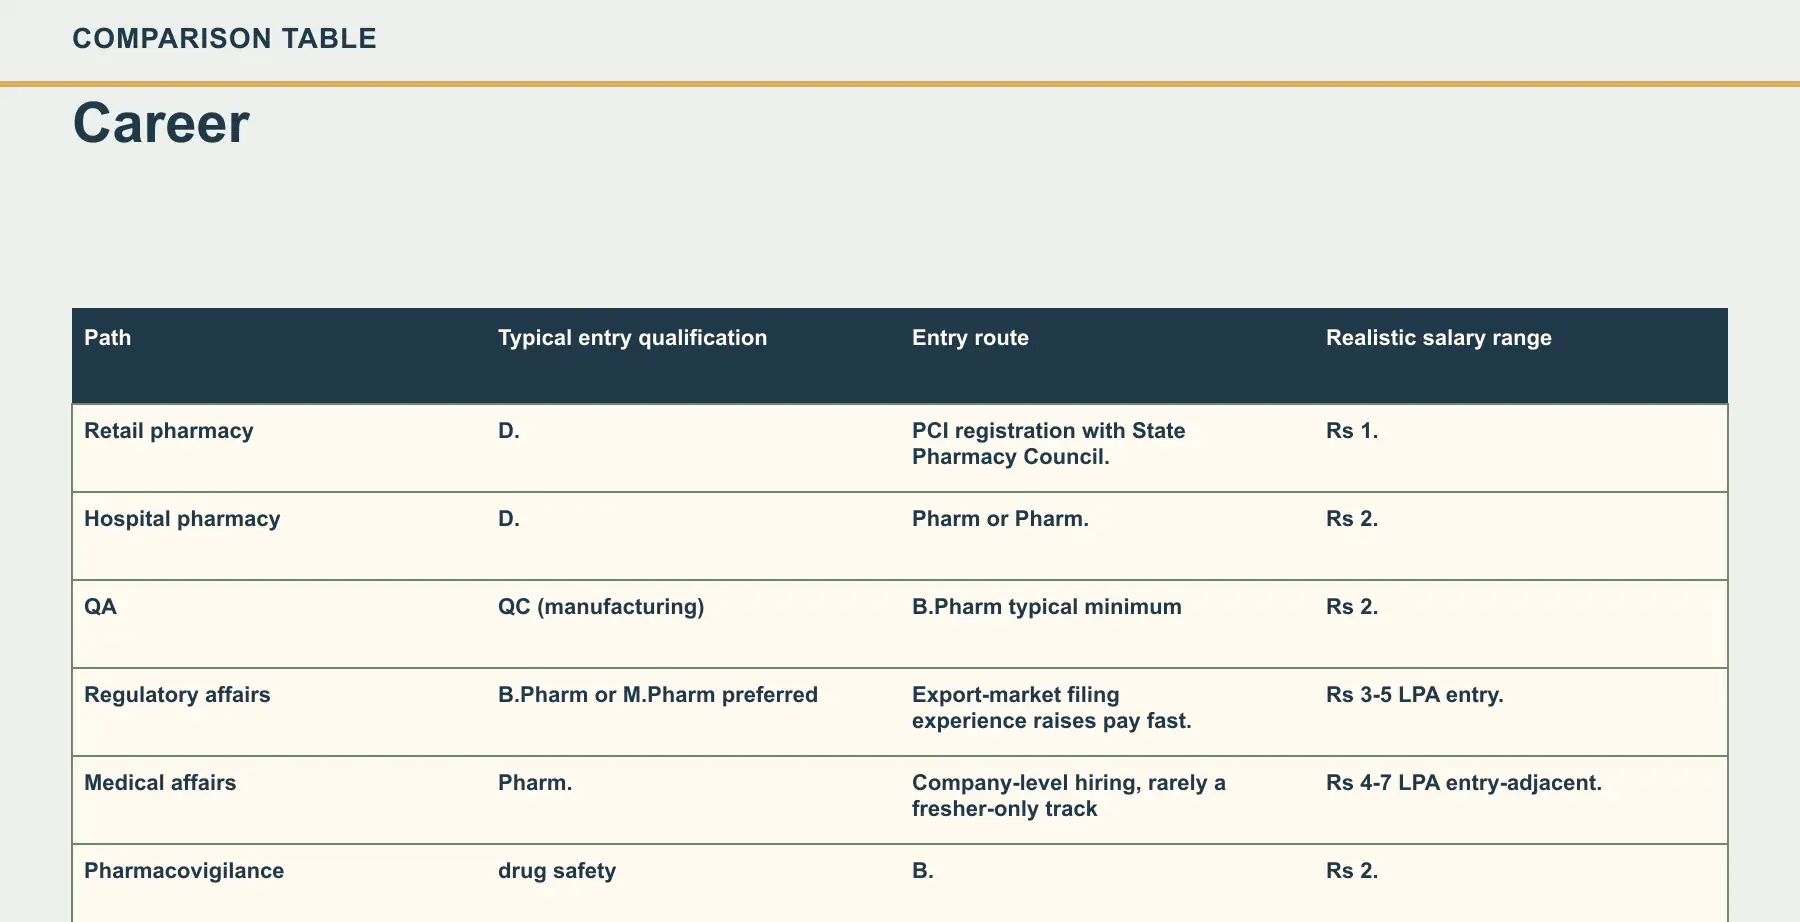 COMPARISON TABLE
Career
Path Typical entry qualification Entry route Realistic salary range
Retail pharmacy D. PCI registration with State Rs 1.
Pharmacy Council.
Hospital pharmacy D. Pharm or Pharm. Rs 2.
QA QC (manufacturing) B.Pharm typical minimum Rs 2.
Regulatory affairs B.Pharm or M.Pharm preferred Export-market filing Rs 3-5 LPA entry.
experience raises pay fast.
Medical affairs Pharm. Company-level hiring, rarely a Rs 4-7 LPA entry-adjacent.
fresher-only track
Pharmacovigilance drug safety B. Rs 2.